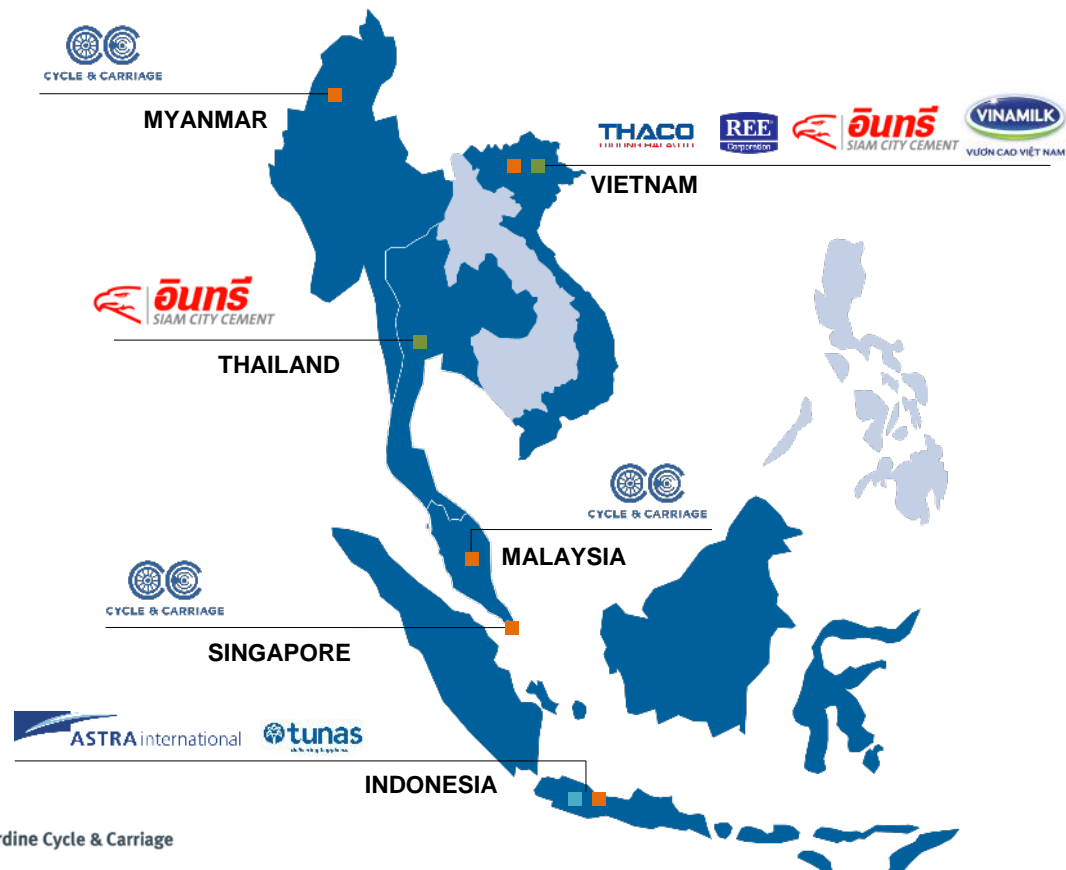 CYCLE & CARRIAGE
MYANMAR
THACO
REE
Corporation
อินทรี
SIAM CITY CEMENT
VINAMILK
VƯƠN CAO VIỆT NAM
VIETNAM
อินทรี
SIAM CITY CEMENT
THAILAND
CYCLE & CARRIAGE
MALAYSIA
CYCLE & CARRIAGE
SINGAPORE
ASTRA international
tunas
INDONESIA
rdine Cycle & Carriage